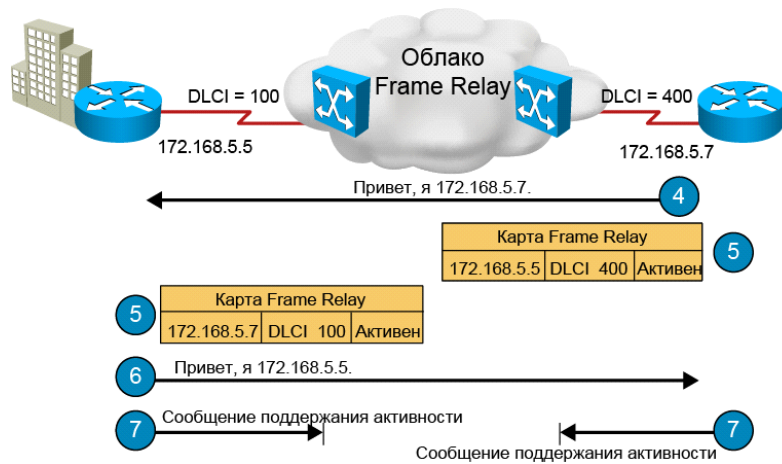 Облако
Frame Relay
DLCI = 100
DLCI = 400
172.168.5.5
172.168.5.7
Привет, я 172.168.5.7.
4
Карта Frame Relay
172.168.5.5 DLCI 400 Активен
5
Карта Frame Relay
172.168.5.7 DLCI 100 Активен
5
Привет, я 172.168.5.5.
6
7
Сообщение поддержания активности
7
Сообщение поддержания активности